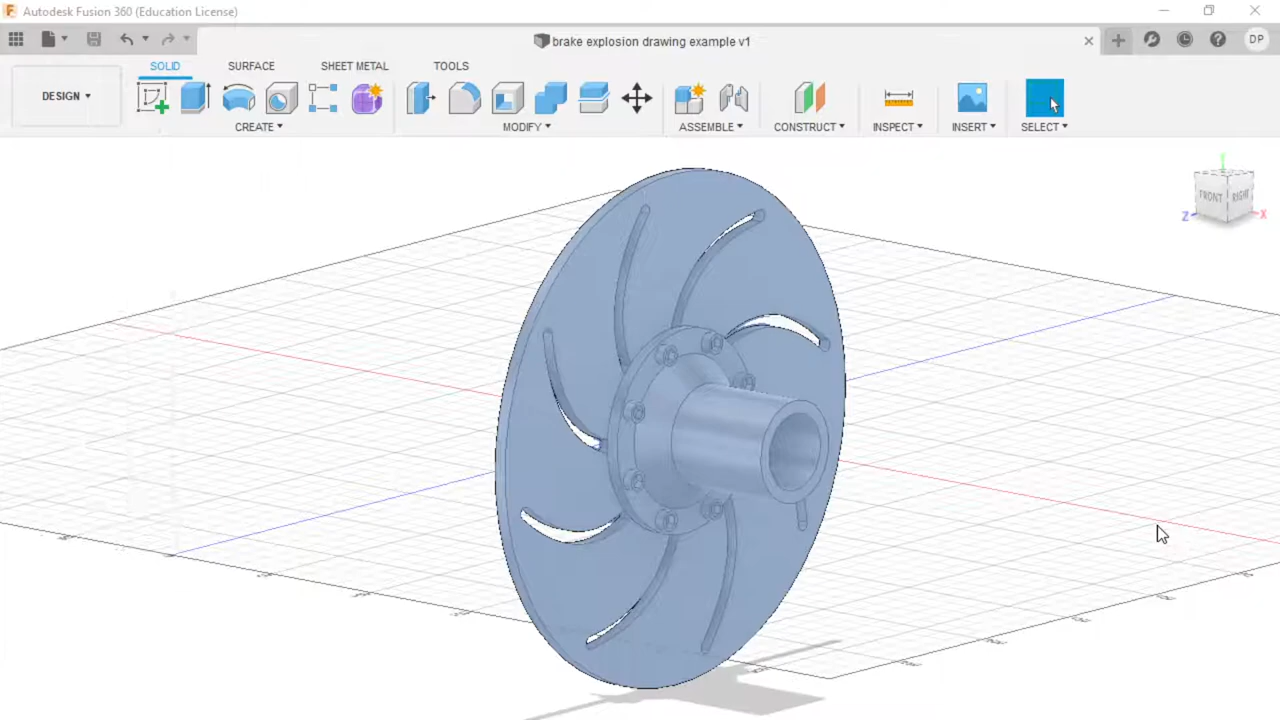 Autodesk Fusion 360 (Education License)
brake explosion drawing example v1
DP
SOLID SURFACE SHEET METAL TOOLS
DESIGN
CREATE MODIFY ASSEMBLE CONSTRUCT INSPECT INSERT SELECT
Y
FRONT RIGHT
Z X